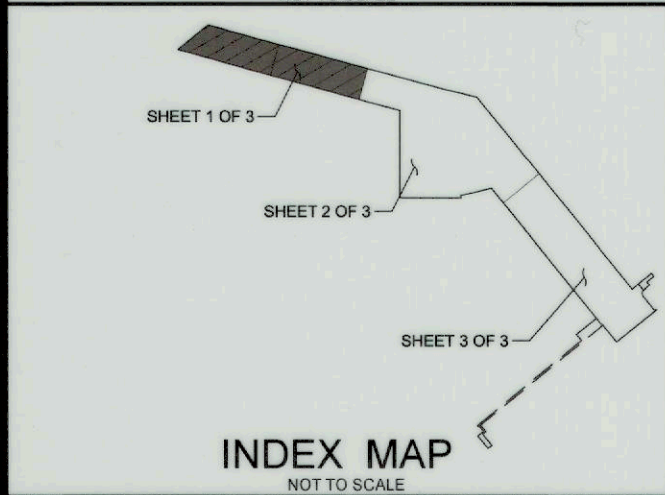 SHEET 1 OF 3
SHEET 2 OF 3
SHEET 3 OF 3
INDEX MAP
NOT TO SCALE